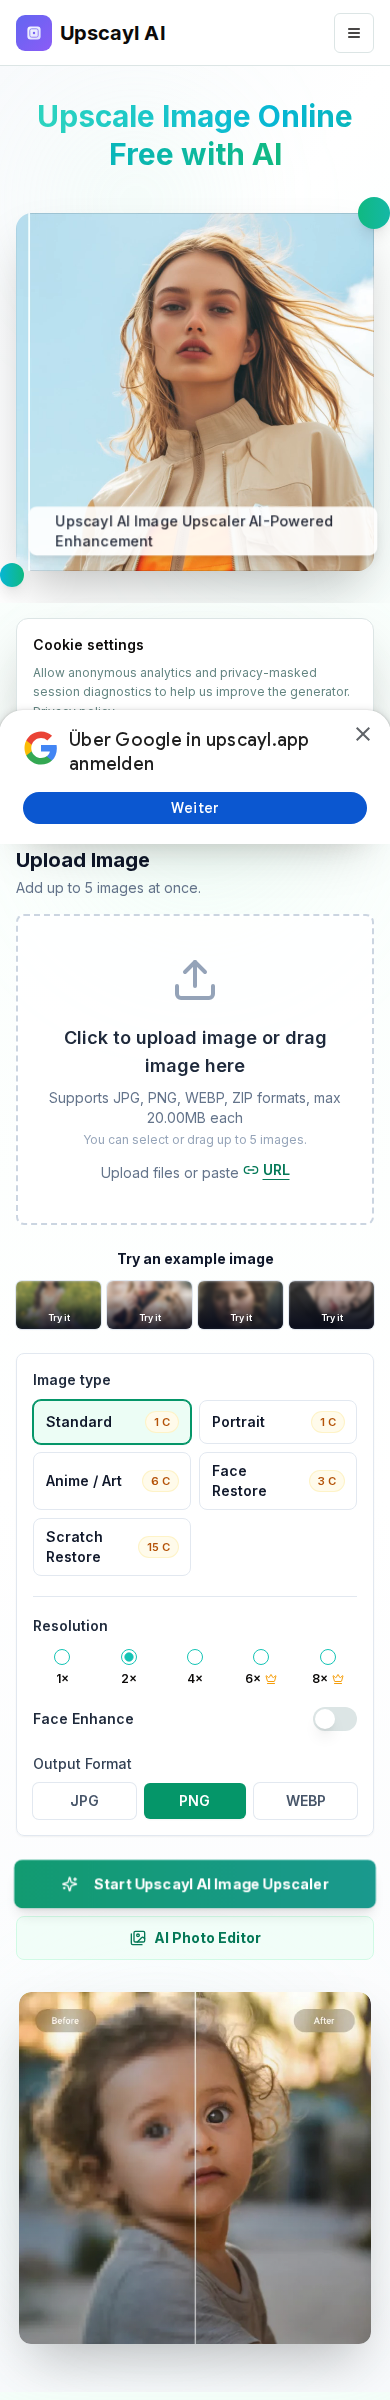 Upscayl AI
Upscale Image Online
Free with AI
Upscayl AI Image Upscaler AI-Powered
Enhancement
Cookie settings
Allow anonymous analytics and privacy-masked
session diagnostics to help us improve the generator.
Privacy policy
Über Google in upscayl.app
anmelden
Weiter
Upload Image
Add up to 5 images at once.
Click to upload image or drag
image here
Supports JPG, PNG, WEBP, ZIP formats, max
20.00MB each
You can select or drag up to 5 images.
Upload files or paste URL
Try an example image
Try it Try it Try it Try it
Image type
Standard 1 C Portrait 1 C
Anime / Art 6 C Face
Restore 3 C
Scratch
Restore 15 C
Resolution
1× 2× 4× 6× 8×
Face Enhance
Output Format
JPG PNG WEBP
Start Upscayl AI Image Upscaler
AI Photo Editor
Before After